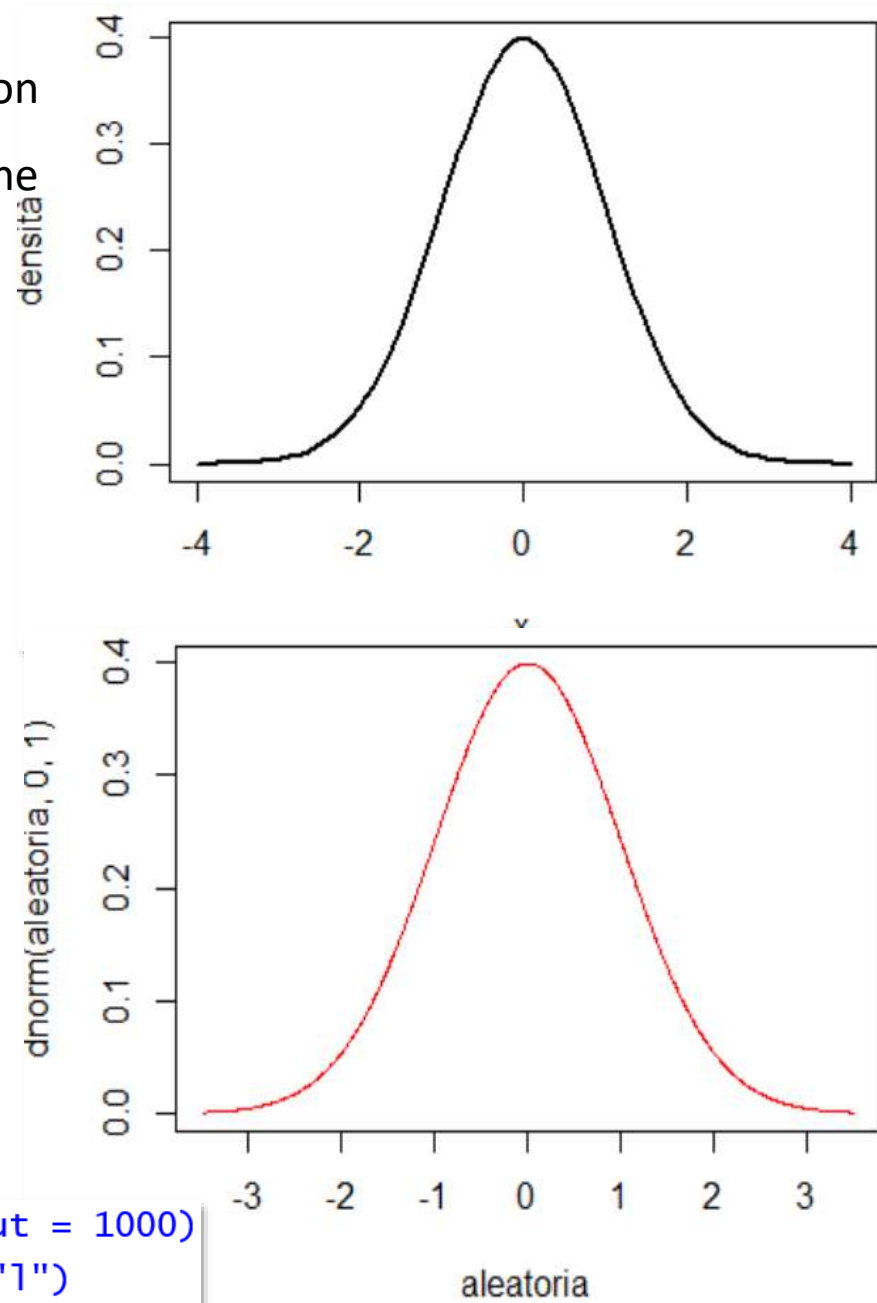 on
ne
densità
0.4
0.3
0.2
0.1
0.0
-4 -2 0 2 4
dnorm(aleatoria, 0, 1)
0.4
0.3
0.2
0.1
0.0
-3 -2 -1 0 1 2 3
aleatoria
ut = 1000)
"l")